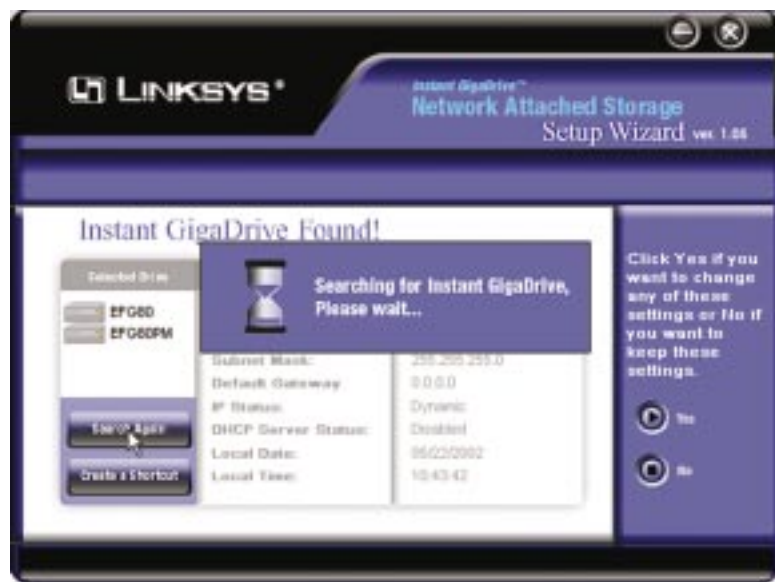 LINKSYS®
Instant GigaDrive™
Network Attached Storage
Setup Wizard ver. 1.06
Instant GigaDrive Found!
Selected Drive
EFG80
EFG80PM
Searching for Instant GigaDrive,
Please wait...
Subnet Mask: 255.255.255.0
Default Gateway 0.0.0.0
IP Status: Dynamic
DHCP Server Status: Disabled
Local Date: 05/22/2002
Local Time: 10:43:42
Search Again
Create a Shortcut
Click Yes if you
want to change
any of these
settings or No if
you want to
keep these
settings.
Yes
No